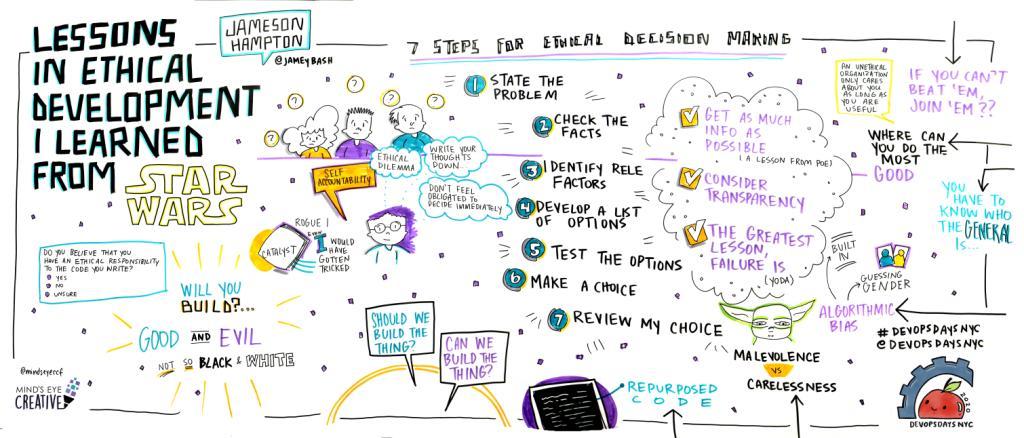 LESSONS
IN ETHICAL
DEVELOPMENT
I LEARNED
FROM
STAR
WARS
JAMESON
HAMPTON
@JAMEYBASH
DO YOU BELIEVE THAT YOU
HAVE AN ETHICAL RESPONSIBILITY
TO THE CODE YOU WRITE?
YES
NO
UNSURE
WILL YOU
BUILD?...
GOOD AND EVIL
NOT SO BLACK & WHITE
@mindseyeccf
MIND'S EYE
CREATIVE
?
?
?
?
?
ETHICAL
DILEMMA
WRITE YOUR
THOUGHTS
DOWN...
SELF
ACCOUNTABILITY
DON'T FEEL
OBLIGATED TO
DECIDE IMMEDIATELY
ROGUE 1
CATALYST
EVEN
I WOULD
HAVE
GOTTEN
TRICKED
SHOULD WE
BUILD THE
THING?
CAN WE
BUILD THE
THING?
7 STEPS FOR ETHICAL DECISION MAKING
1 STATE THE
PROBLEM
2 CHECK THE
FACTS
3 IDENTIFY RELE
FACTORS
4 DEVELOP A LIST
OF OPTIONS
5 TEST THE OPTIONS
6 MAKE A CHOICE
7 REVIEW MY CHOICE
GET AS MUCH
INFO AS
POSSIBLE
(A LESSON FROM POE)
CONSIDER
TRANSPARENCY
THE GREATEST
LESSON,
FAILURE IS
(YODA)
REPURPOSED
CODE
MALEVOLENCE
VS
CARELESSNESS
AN UNETHICAL
ORGANIZATION
ONLY CARES
ABOUT YOU
AS LONG AS
YOU ARE
USEFUL
IF YOU CAN'T
BEAT 'EM,
JOIN 'EM??
WHERE CAN
YOU DO THE
MOST
GOOD
YOU HAVE TO
KNOW WHO
THE GENERAL
IS...
BUILT
IN
GUESSING
GENDER
ALGORITHMIC
BIAS
#DEVOPSDAYSNYC
@DEVOPSDAYSNYC
2020
DEVOPSDAYS NYC